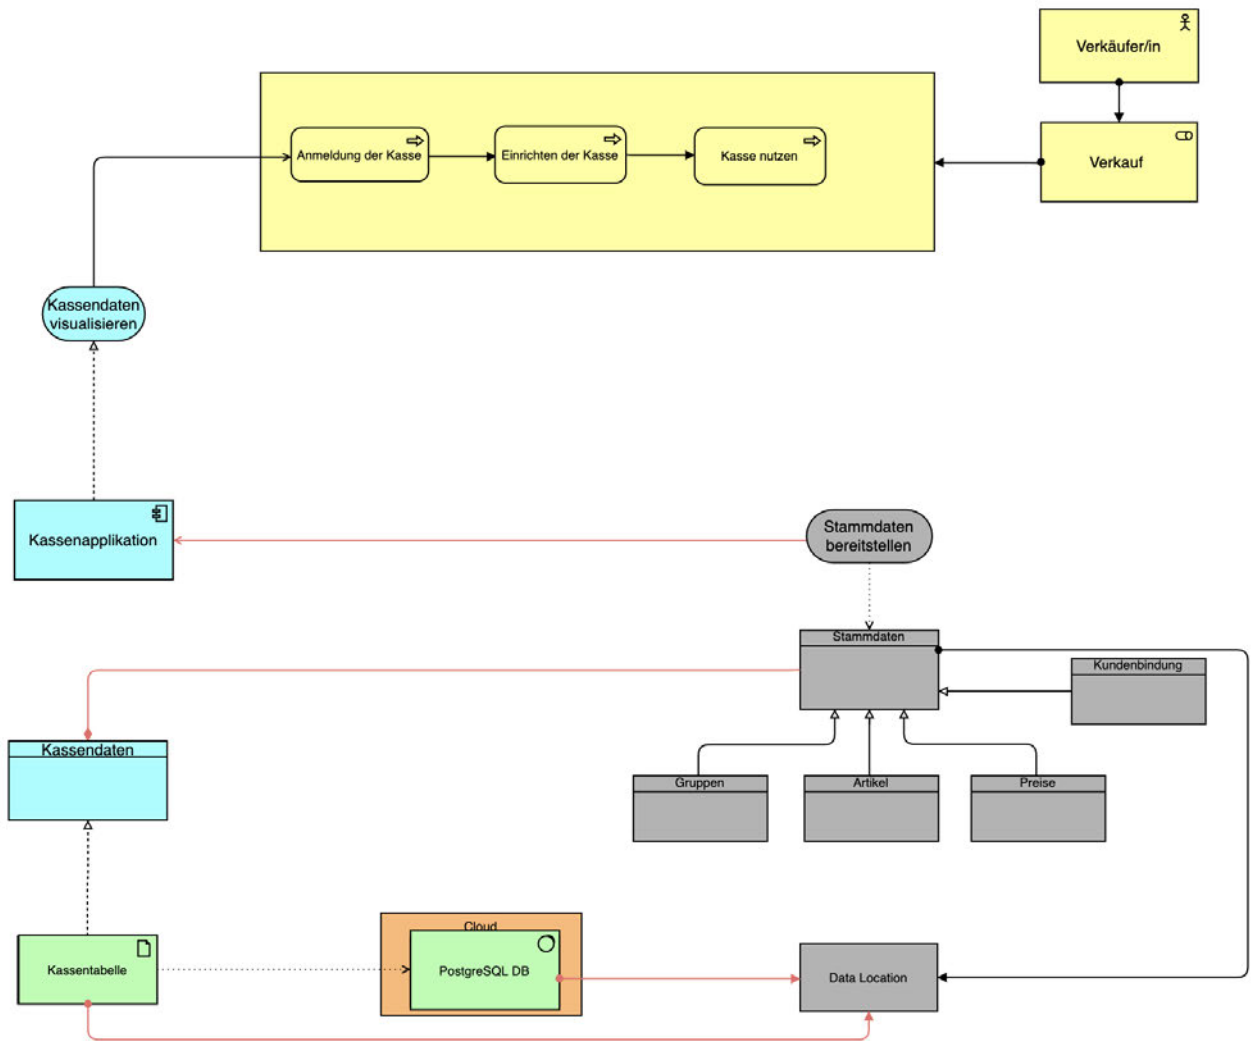 Verkäufer/in
Anmeldung der Kasse
Einrichten der Kasse
Kasse nutzen
Verkauf
Kassendaten
visualisieren
Kassenapplikation
Stammdaten
bereitstellen
Stammdaten
Kundenbindung
Kassendaten
Gruppen
Artikel
Preise
Cloud
Kassentabelle
PostgreSQL DB
Data Location